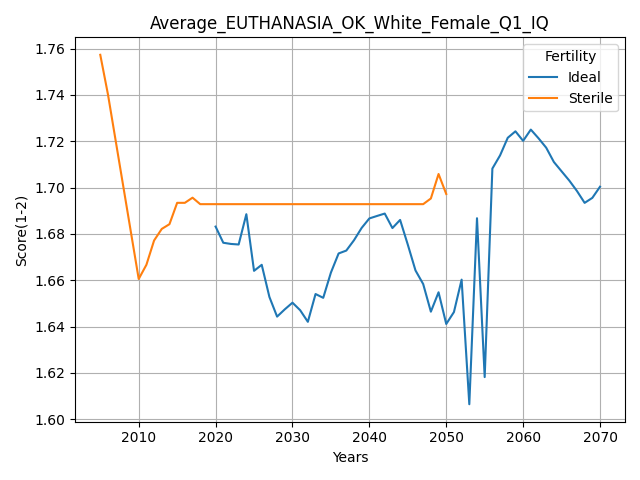 Average_EUTHANASIA_OK_White_Female_Q1_IQ
Fertility
Ideal
Sterile
Score(1-2)
1.76
1.74
1.72
1.70
1.68
1.66
1.64
1.62
1.60
2010 2020 2030 2040 2050 2060 2070
Years